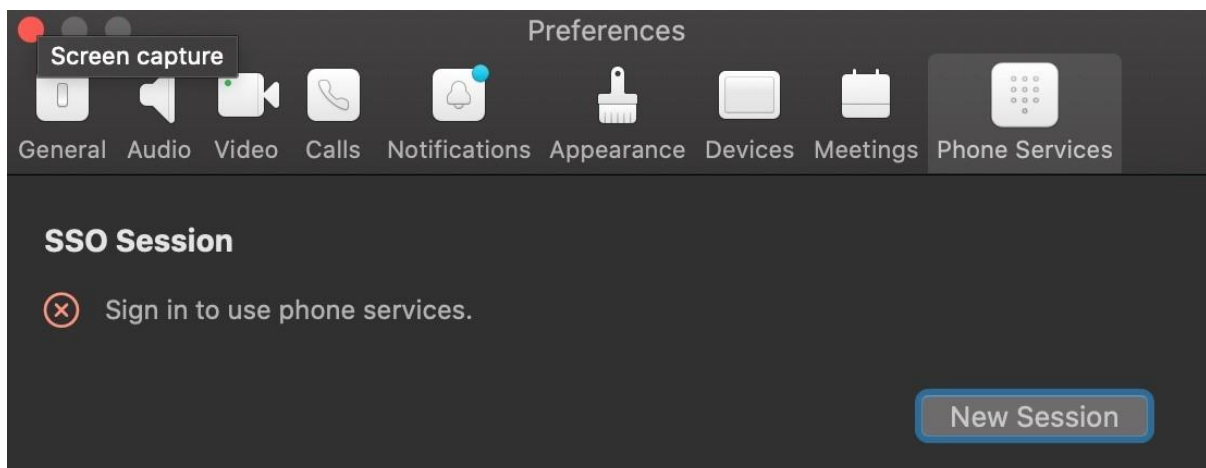 Preferences
Screen capture
General Audio Video Calls Notifications Appearance Devices Meetings Phone Services
SSO Session
Sign in to use phone services.
New Session